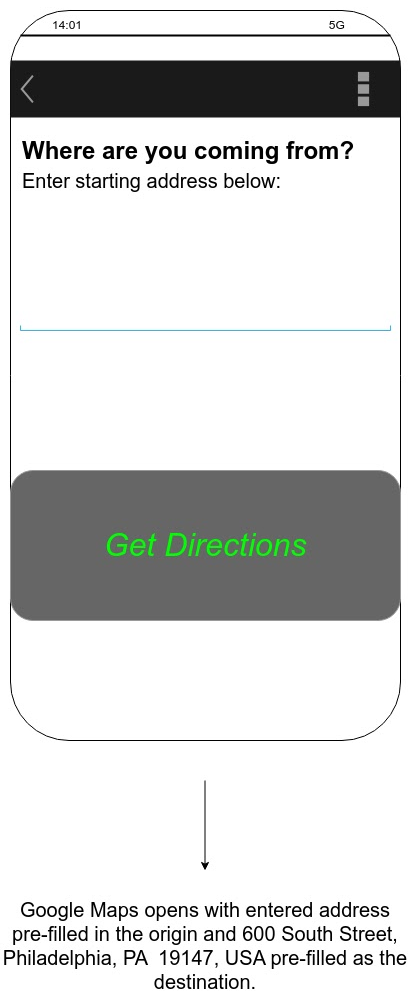 14:01 5G
Where are you coming from?
Enter starting address below:
Get Directions
Google Maps opens with entered address
pre-filled in the origin and 600 South Street,
Philadelphia, PA  19147, USA pre-filled as the
destination.